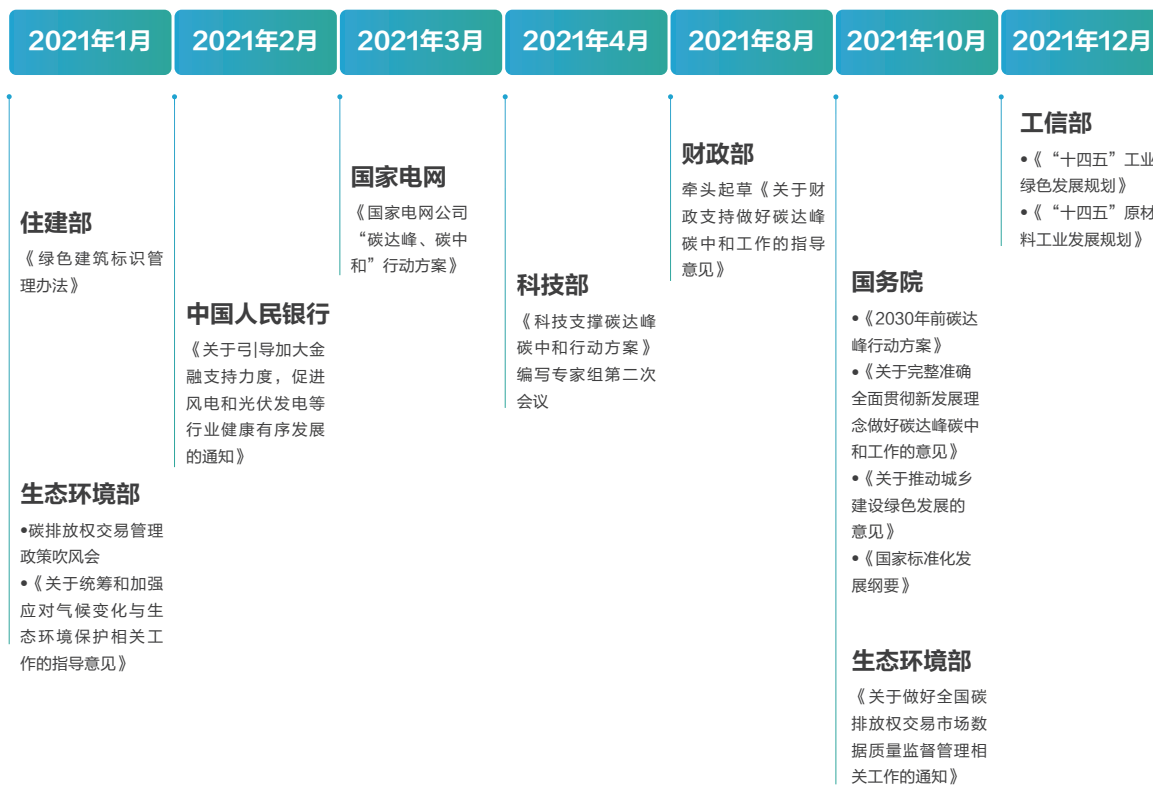 2021年1月
2021年2月
2021年3月
2021年4月
2021年8月
2021年10月
2021年12月
住建部
《绿色建筑标识管
理办法》
生态环境部
•碳排放权交易管理
政策吹风会
•《关于统筹和加强
应对气候变化与生
态环境保护相关工
作的指导意见》
中国人民银行
《关于弓|导加大金
融支持力度，促进
风电和光伏发电等
行业健康有序发展
的通知》
国家电网
《国家电网公司
“碳达峰、碳中
和”行动方案》
科技部
《科技支撑碳达峰
碳中和行动方案》
编写专家组第二次
会议
财政部
牵头起草《关于财
政支持做好碳达峰
碳中和工作的指导
意见》
国务院
•《2030年前碳达
峰行动方案》
•《关于完整准确
全面贯彻新发展理
念做好碳达峰碳中
和工作的意见》
•《关于推动城乡
建设绿色发展的
意见》
•《国家标准化发
展纲要》
生态环境部
《关于做好全国碳
排放权交易市场数
据质量监督管理相
关工作的通知》
工信部
•《“十四五”工业
绿色发展规划》
•《“十四五”原材
料工业发展规划》